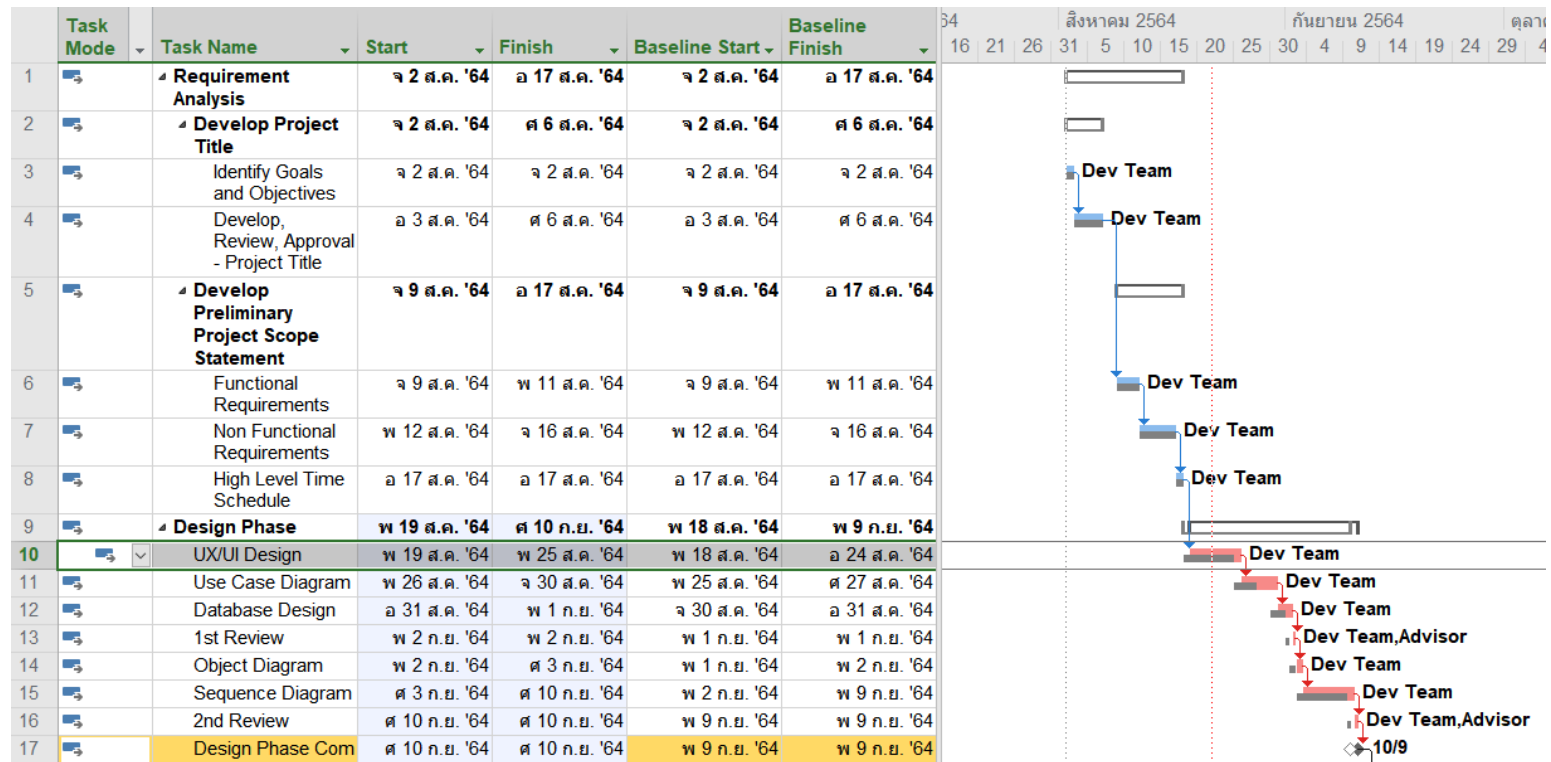 Task Mode Task Name Start Finish Baseline Start Baseline Finish
64 สิงหาคม 2564 กันยายน 2564
16 21 26 31 5 10 15 20 25 30 4 9 14 19 24 29 4
1 Requirement Analysis จ 2 ส.ค. '64 อ 17 ส.ค. '64 จ 2 ส.ค. '64 อ 17 ส.ค. '64
2 Develop Project Title จ 2 ส.ค. '64 ศ 6 ส.ค. '64 จ 2 ส.ค. '64 ศ 6 ส.ค. '64
3 Identify Goals and Objectives จ 2 ส.ค. '64 จ 2 ส.ค. '64 จ 2 ส.ค. '64 จ 2 ส.ค. '64 Dev Team
4 Develop, Review, Approval - Project Title อ 3 ส.ค. '64 ศ 6 ส.ค. '64 อ 3 ส.ค. '64 ศ 6 ส.ค. '64 Dev Team
5 Develop Preliminary Project Scope Statement จ 9 ส.ค. '64 อ 17 ส.ค. '64 จ 9 ส.ค. '64 อ 17 ส.ค. '64
6 Functional Requirements จ 9 ส.ค. '64 พ 11 ส.ค. '64 จ 9 ส.ค. '64 พ 11 ส.ค. '64 Dev Team
7 Non Functional Requirements พ 12 ส.ค. '64 จ 16 ส.ค. '64 พ 12 ส.ค. '64 จ 16 ส.ค. '64 Dev Team
8 High Level Time Schedule อ 17 ส.ค. '64 อ 17 ส.ค. '64 อ 17 ส.ค. '64 อ 17 ส.ค. '64 Dev Team
9 Design Phase พ 19 ส.ค. '64 ศ 10 ก.ย. '64 พ 18 ส.ค. '64 พ 9 ก.ย. '64
10 UX/UI Design พ 19 ส.ค. '64 พ 25 ส.ค. '64 พ 18 ส.ค. '64 อ 24 ส.ค. '64 Dev Team
11 Use Case Diagram พ 26 ส.ค. '64 จ 30 ส.ค. '64 พ 25 ส.ค. '64 ศ 27 ส.ค. '64 Dev Team
12 Database Design อ 31 ส.ค. '64 พ 1 ก.ย. '64 จ 30 ส.ค. '64 อ 31 ส.ค. '64 Dev Team
13 1st Review พ 2 ก.ย. '64 พ 2 ก.ย. '64 พ 1 ก.ย. '64 พ 1 ก.ย. '64 Dev Team,Advisor
14 Object Diagram พ 2 ก.ย. '64 ศ 3 ก.ย. '64 พ 1 ก.ย. '64 พ 2 ก.ย. '64 Dev Team
15 Sequence Diagram ศ 3 ก.ย. '64 ศ 10 ก.ย. '64 พ 2 ก.ย. '64 พ 9 ก.ย. '64 Dev Team
16 2nd Review ศ 10 ก.ย. '64 ศ 10 ก.ย. '64 พ 9 ก.ย. '64 พ 9 ก.ย. '64 Dev Team,Advisor
17 Design Phase Com ศ 10 ก.ย. '64 ศ 10 ก.ย. '64 พ 9 ก.ย. '64 พ 9 ก.ย. '64 10/9